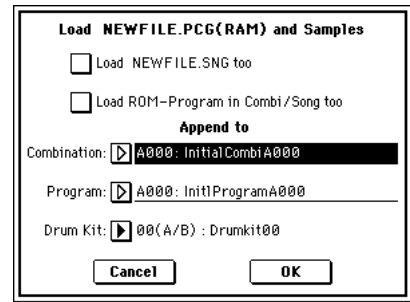 Load NEWFILE.PCG(RAM) and Samples
Load NEWFILE.SNG too
Load ROM-Program in Combi/Song too
Append to
Combination: A000: InitialCombiA000
Program: A000: InitlProgramA000
Drum Kit: 00(A/B) : Drumkit00
Cancel OK